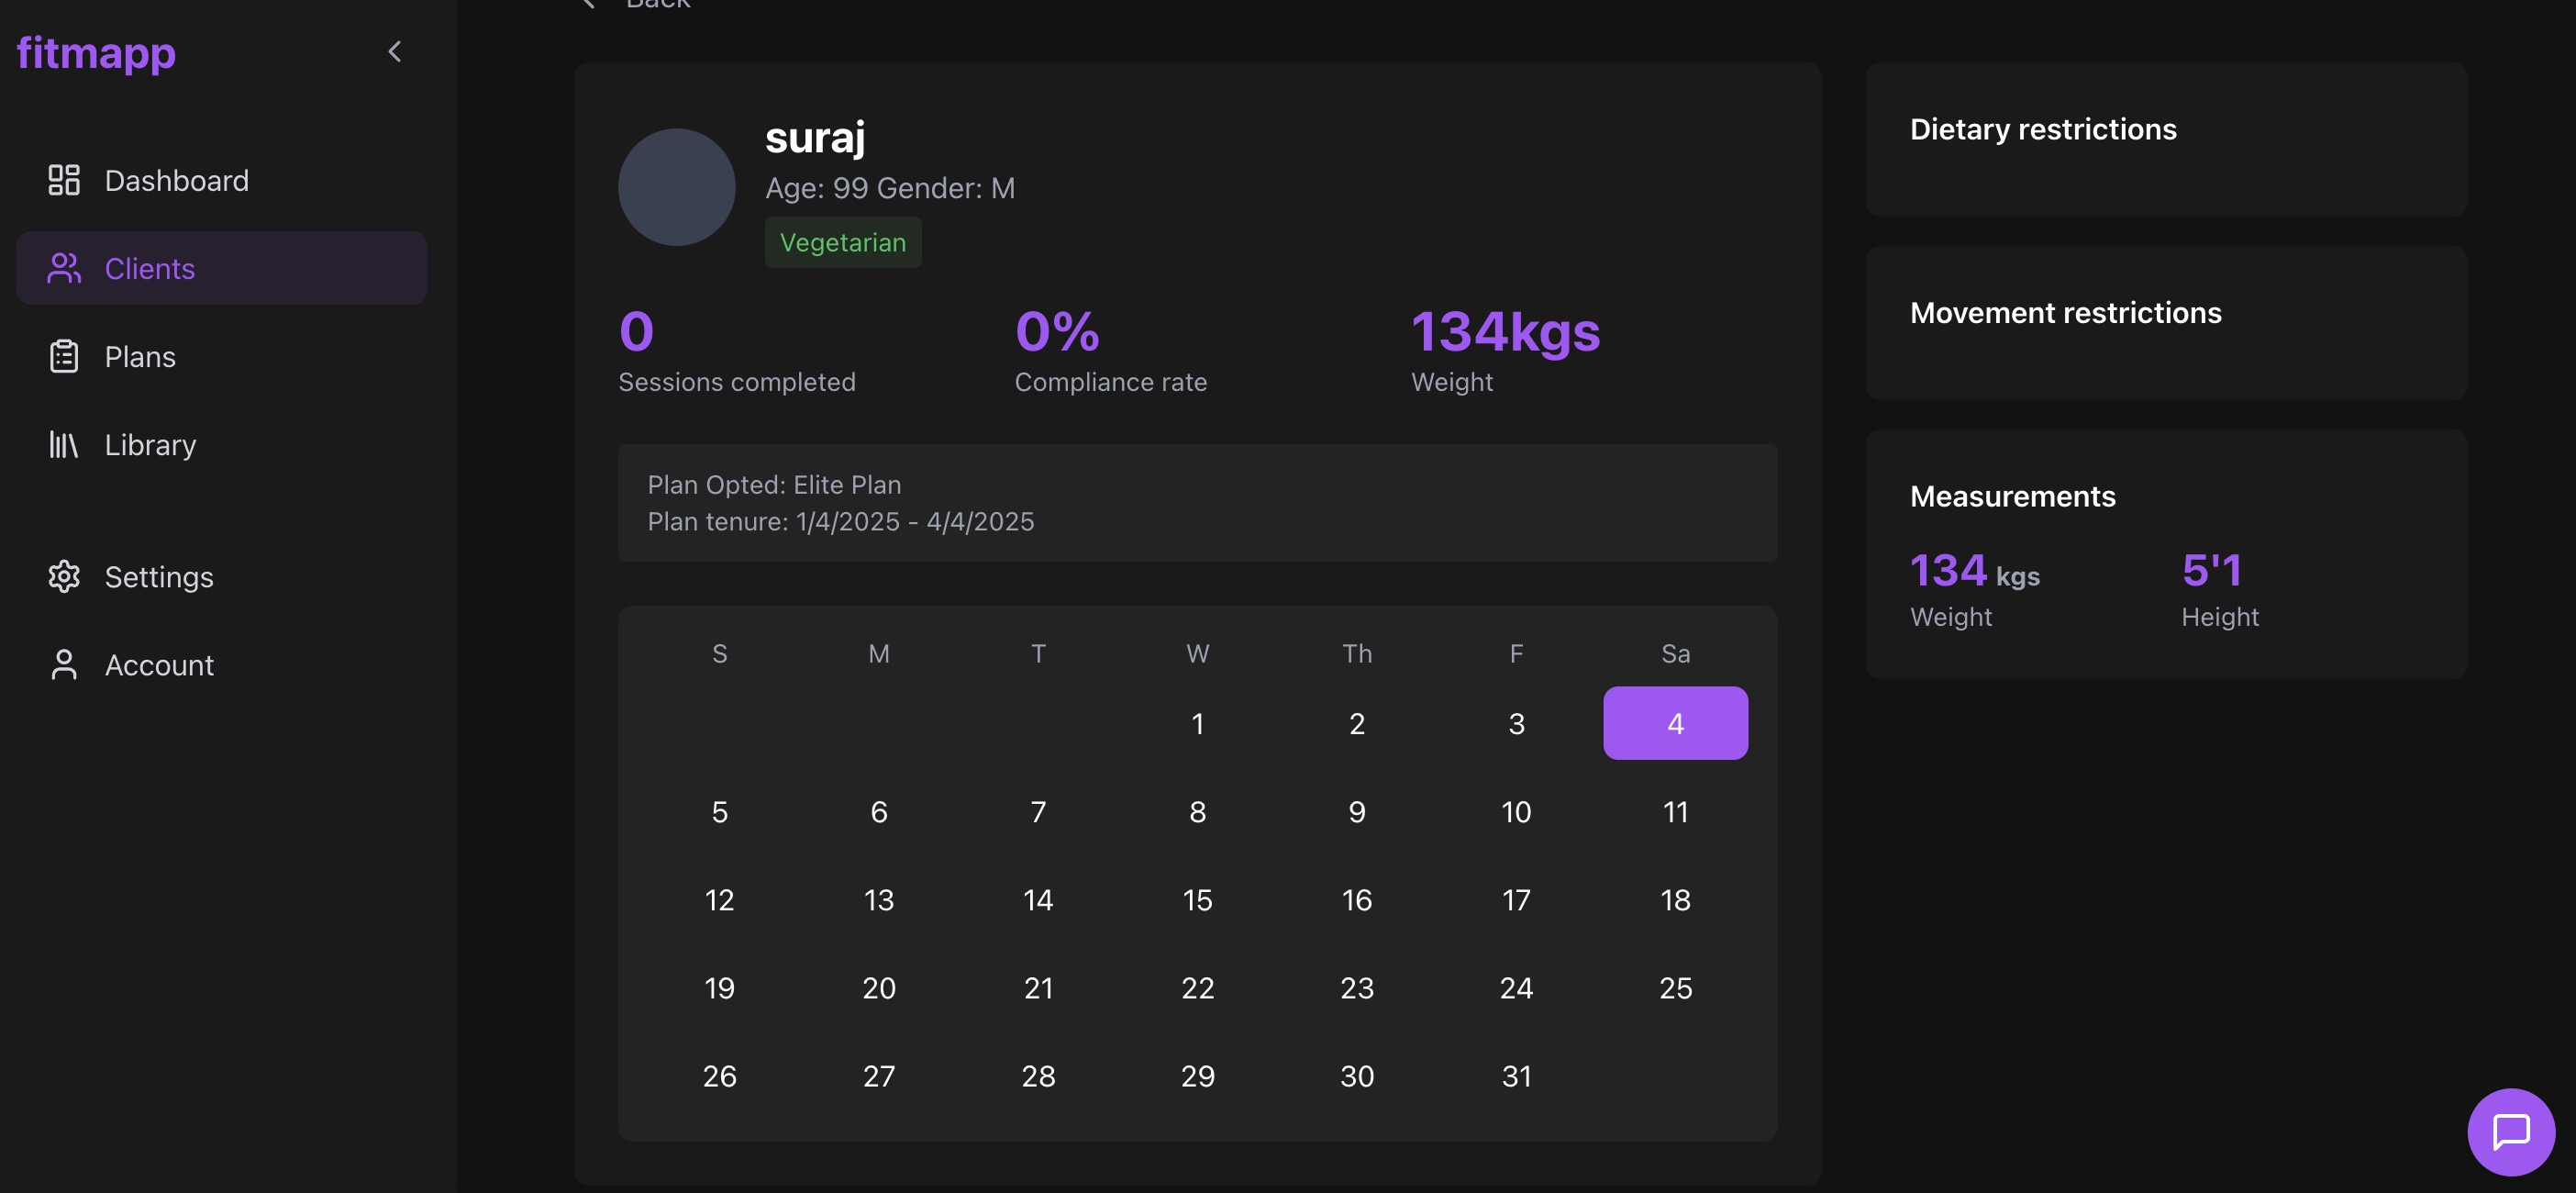 Back
fitmapp
Dashboard
Clients
Plans
Library
Settings
Account
suraj
Age: 99 Gender: M
Vegetarian
0
Sessions completed
0%
Compliance rate
134kgs
Weight
Plan Opted: Elite Plan
Plan tenure: 1/4/2025 - 4/4/2025
S M T W Th F Sa
1 2 3 4
5 6 7 8 9 10 11
12 13 14 15 16 17 18
19 20 21 22 23 24 25
26 27 28 29 30 31
Dietary restrictions
Movement restrictions
Measurements
134 kgs
Weight
5'1
Height